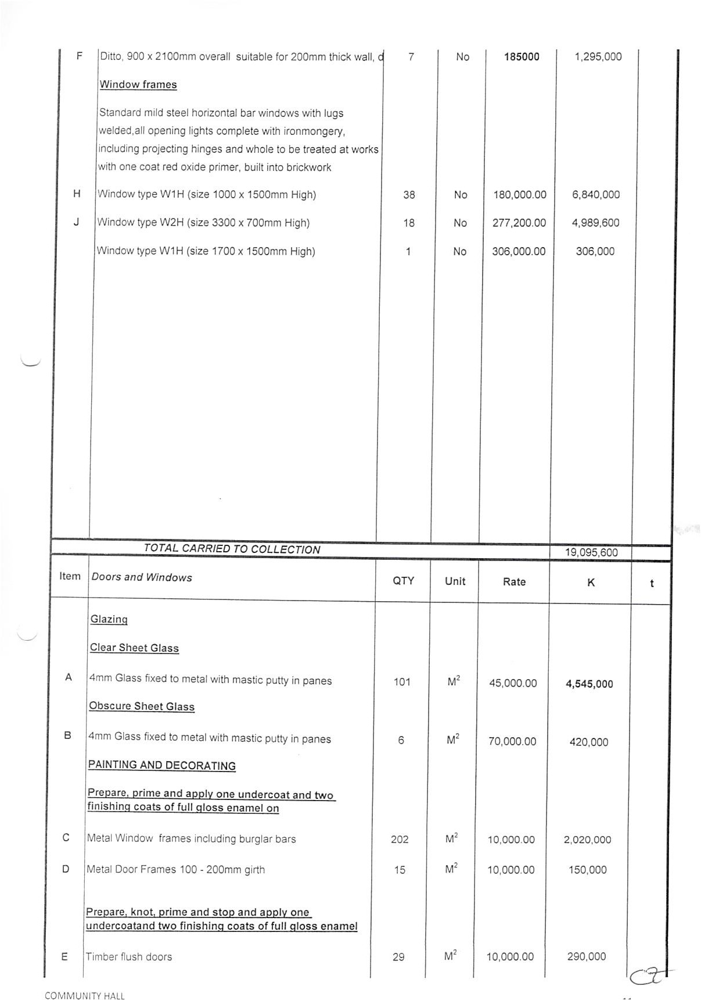 F Ditto, 900 x 2100mm overall suitable for 200mm thick wall, d 7 No 185000 1,295,000
Window frames
Standard mild steel horizontal bar windows with lugs
welded,all opening lights complete with ironmongery,
including projecting hinges and whole to be treated at works
with one coat red oxide primer, built into brickwork
H Window type W1H (size 1000 x 1500mm High) 38 No 180,000.00 6,840,000
J Window type W2H (size 3300 x 700mm High) 18 No 277,200.00 4,989,600
Window type W1H (size 1700 x 1500mm High) 1 No 306,000.00 306,000
TOTAL CARRIED TO COLLECTION 19,095,600
Item Doors and Windows QTY Unit Rate K t
Glazing
Clear Sheet Glass
A 4mm Glass fixed to metal with mastic putty in panes 101 M² 45,000.00 4,545,000
Obscure Sheet Glass
B 4mm Glass fixed to metal with mastic putty in panes 6 M² 70,000.00 420,000
PAINTING AND DECORATING
Prepare, prime and apply one undercoat and two
finishing coats of full gloss enamel on
C Metal Window frames including burglar bars 202 M² 10,000.00 2,020,000
D Metal Door Frames 100 - 200mm girth 15 M² 10,000.00 150,000
Prepare, knot, prime and stop and apply one
undercoatand two finishing coats of full gloss enamel
E Timber flush doors 29 M² 10,000.00 290,000
COMMUNITY HALL